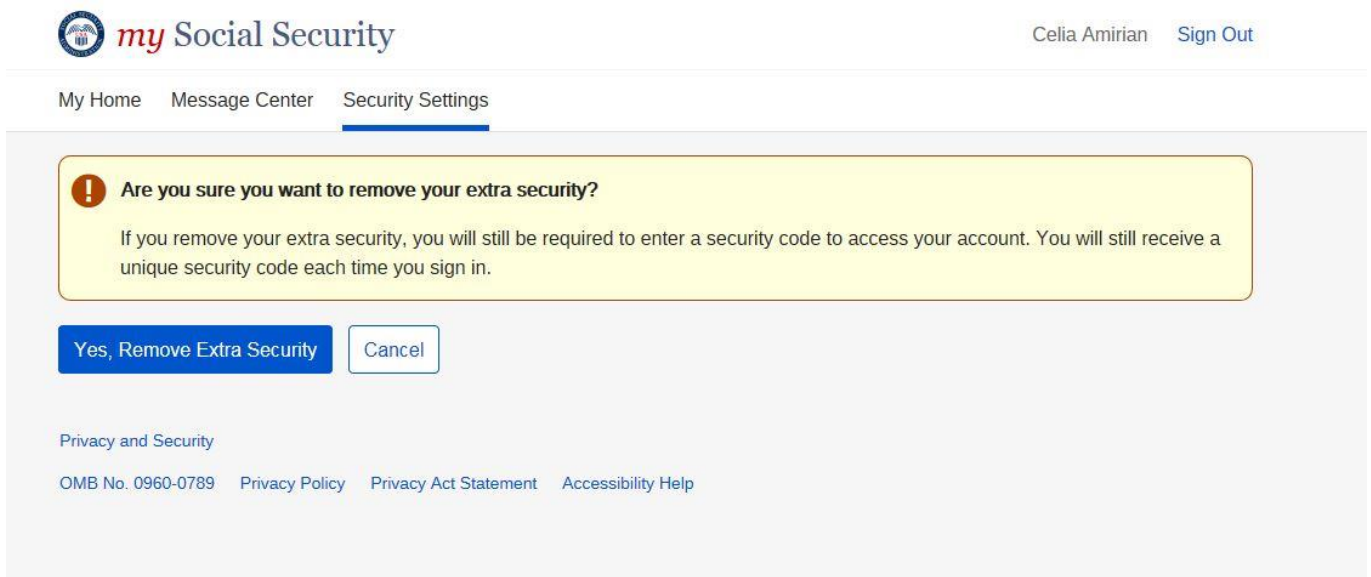 my Social Security
Celia Amirian Sign Out
My Home Message Center Security Settings
Are you sure you want to remove your extra security?
If you remove your extra security, you will still be required to enter a security code to access your account. You will still receive a
unique security code each time you sign in.
Yes, Remove Extra Security Cancel
Privacy and Security
OMB No. 0960-0789 Privacy Policy Privacy Act Statement Accessibility Help